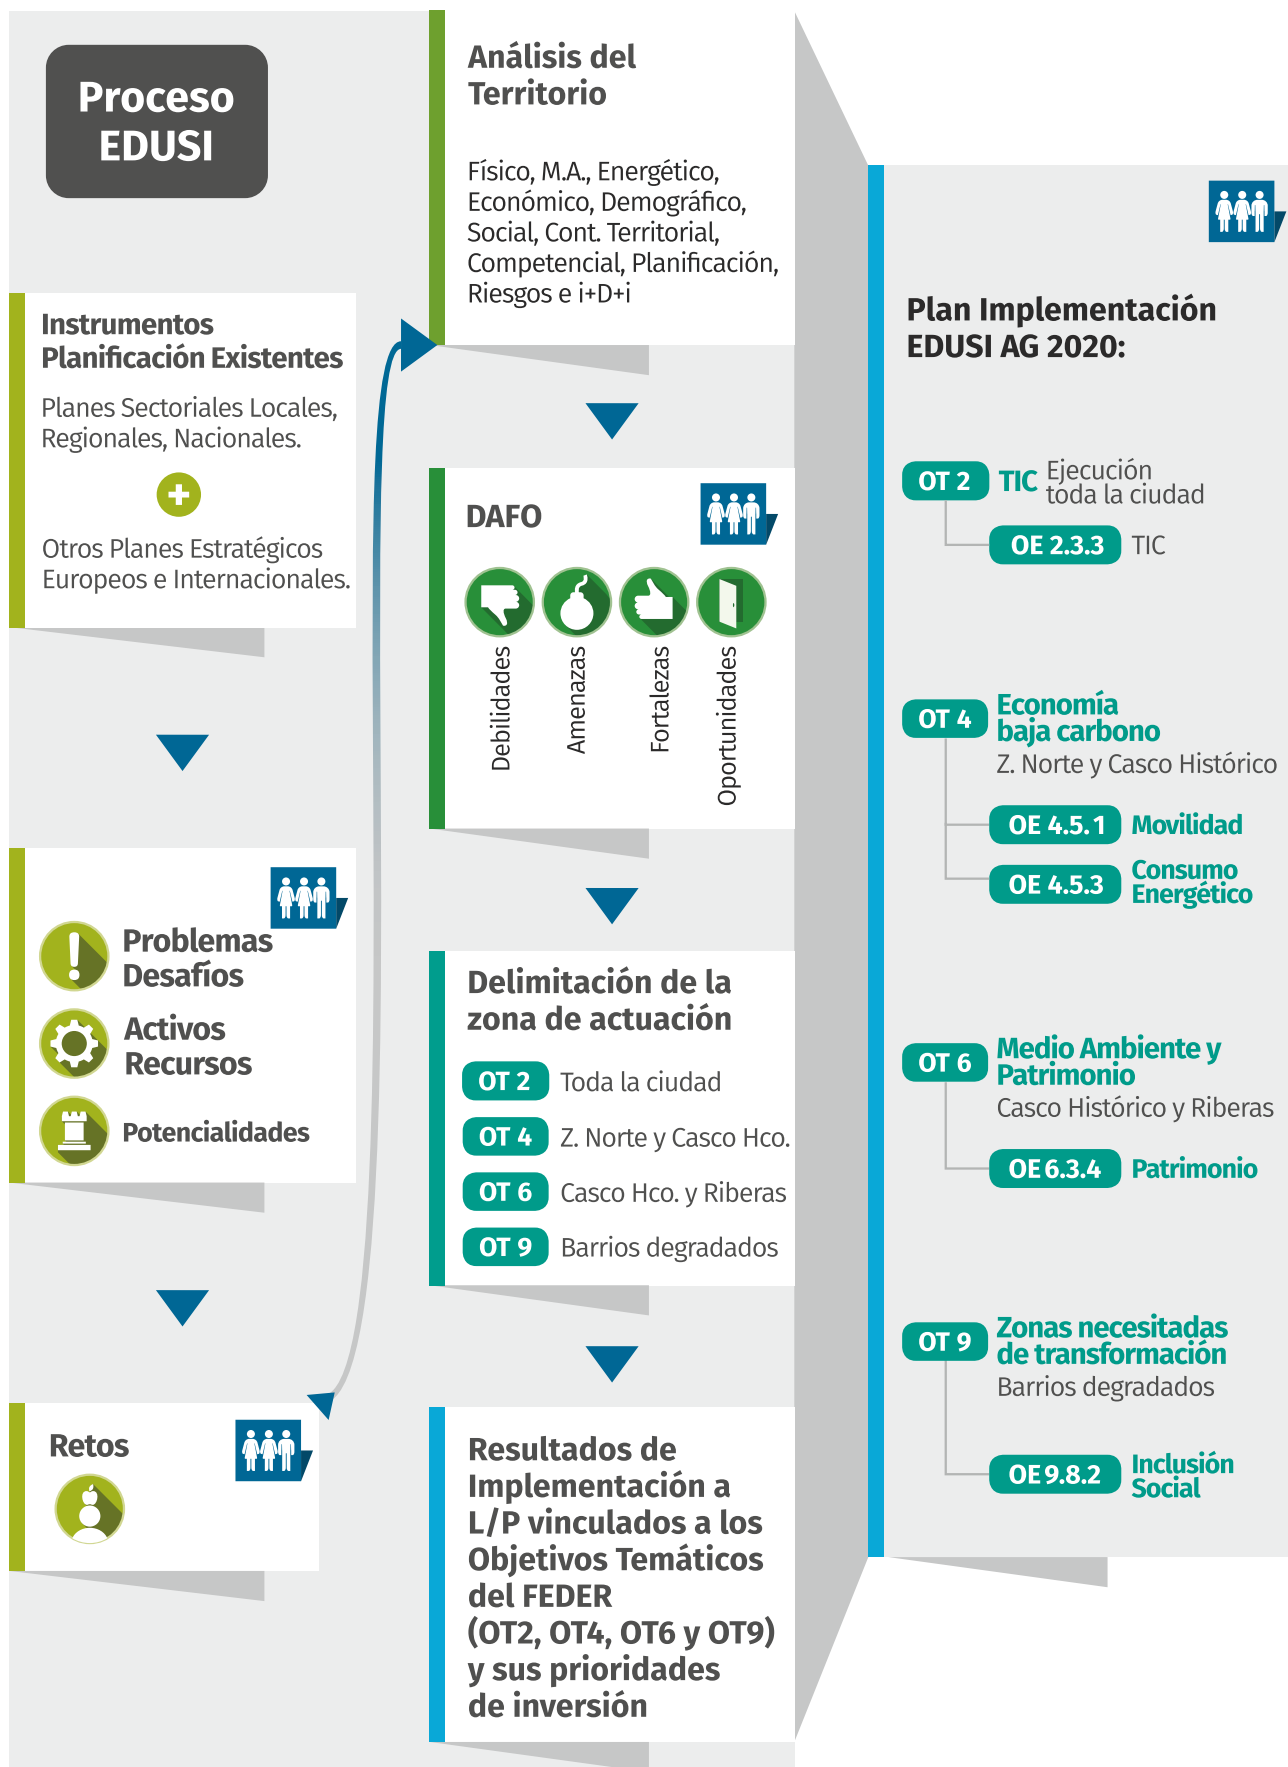 Proceso
EDUSI
Instrumentos
Planificación Existentes
Planes Sectoriales Locales,
Regionales, Nacionales.
Otros Planes Estratégicos
Europeos e Internacionales.
Problemas
Desafíos
Activos
Recursos
Potencialidades
Retos
Análisis del
Territorio
Físico, M.A., Energético,
Económico, Demográfico,
Social, Cont. Territorial,
Competencial, Planificación,
Riesgos e i+D+i
DAFO
Debilidades
Amenazas
Fortalezas
Oportunidades
Delimitación de la
zona de actuación
OT 2 Toda la ciudad
OT 4 Z. Norte y Casco Hco.
OT 6 Casco Hco. y Riberas
OT 9 Barrios degradados
Resultados de
Implementación a
L/P vinculados a los
Objetivos Temáticos
del FEDER
(OT2, OT4, OT6 y OT9)
y sus prioridades
de inversión
Plan Implementación
EDUSI AG 2020:
OT 2 TIC Ejecución
toda la ciudad
OE 2.3.3 TIC
OT 4 Economía
baja carbono
Z. Norte y Casco Histórico
OE 4.5.1 Movilidad
OE 4.5.3 Consumo
Energético
OT 6 Medio Ambiente y
Patrimonio
Casco Histórico y Riberas
OE 6.3.4 Patrimonio
OT 9 Zonas necesitadas
de transformación
Barrios degradados
OE 9.8.2 Inclusión
Social